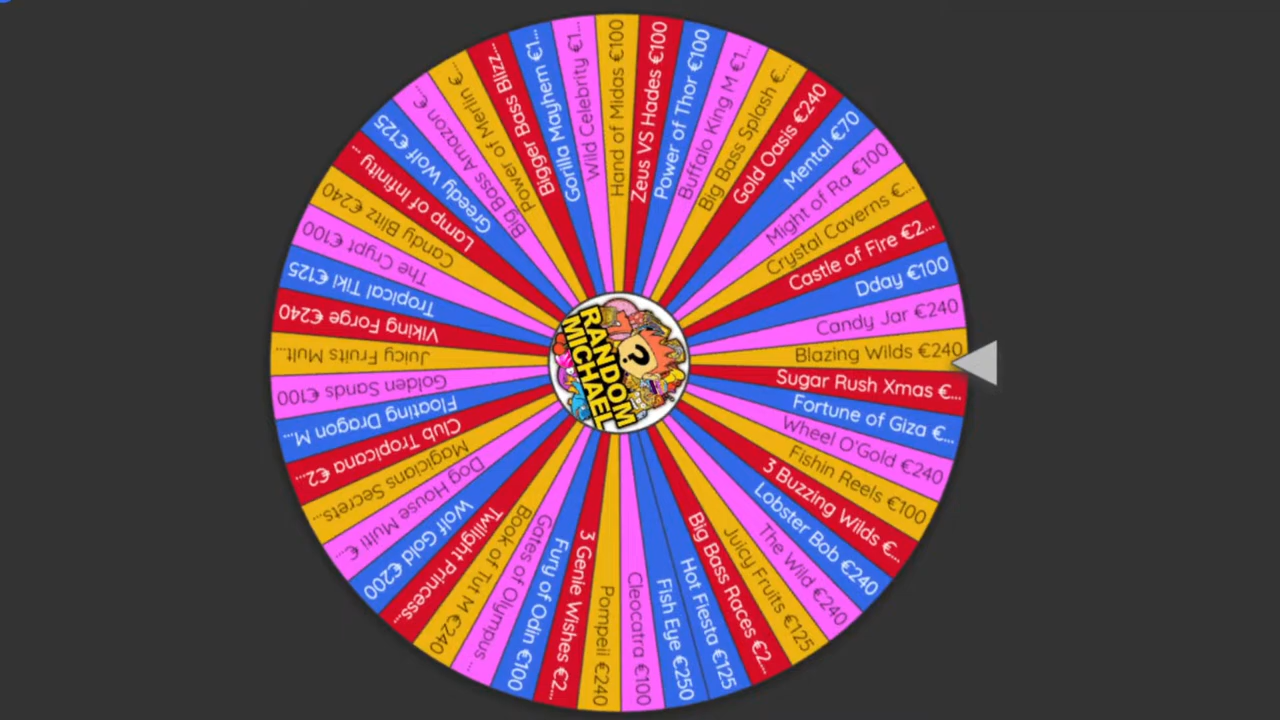 Hand of Midas €100
Zeus VS Hades €100
Power of Thor €100
Buffalo King M €1...
Big Bass Splash €...
Gold Oasis €240
Mental €70
Might of Ra €100
Crystal Caverns €...
Castle of Fire €2...
Dday €100
Candy Jar €240
Blazing Wilds €240
Sugar Rush Xmas €...
Fortune of Giza €...
Wheel O'Gold €240
Fishin Reels €100
3 Buzzing Wilds €...
Lobster Bob €240
The Wild €240
Juicy Fruits €125
Big Bass Races €2...
Hot Fiesta €125
Fish Eye €250
Cleocatra €100
Pompeii €240
3 Genie Wishes €2...
Fury of Odin €100
Gates of Olympus ...
Book of Tut M €240
Twilight Princess...
Wolf Gold €200
Dog House Multi €...
Magicians Secrets...
Club Tropicana €2...
Floating Dragon M...
Golden Sands €100
Juicy Fruits Mult...
Viking Forge €240
Tropical Tiki €125
The Crypt €100
Candy Blitz €240
Lamp of Infinity ...
Greedy Wolf €125
Big Bass Amazon €...
Power of Merlin €...
Bigger Bass Blizz...
Gorilla Mayhem €1...
Wild Celebrity €1...
RANDOM
MICHAEL
?